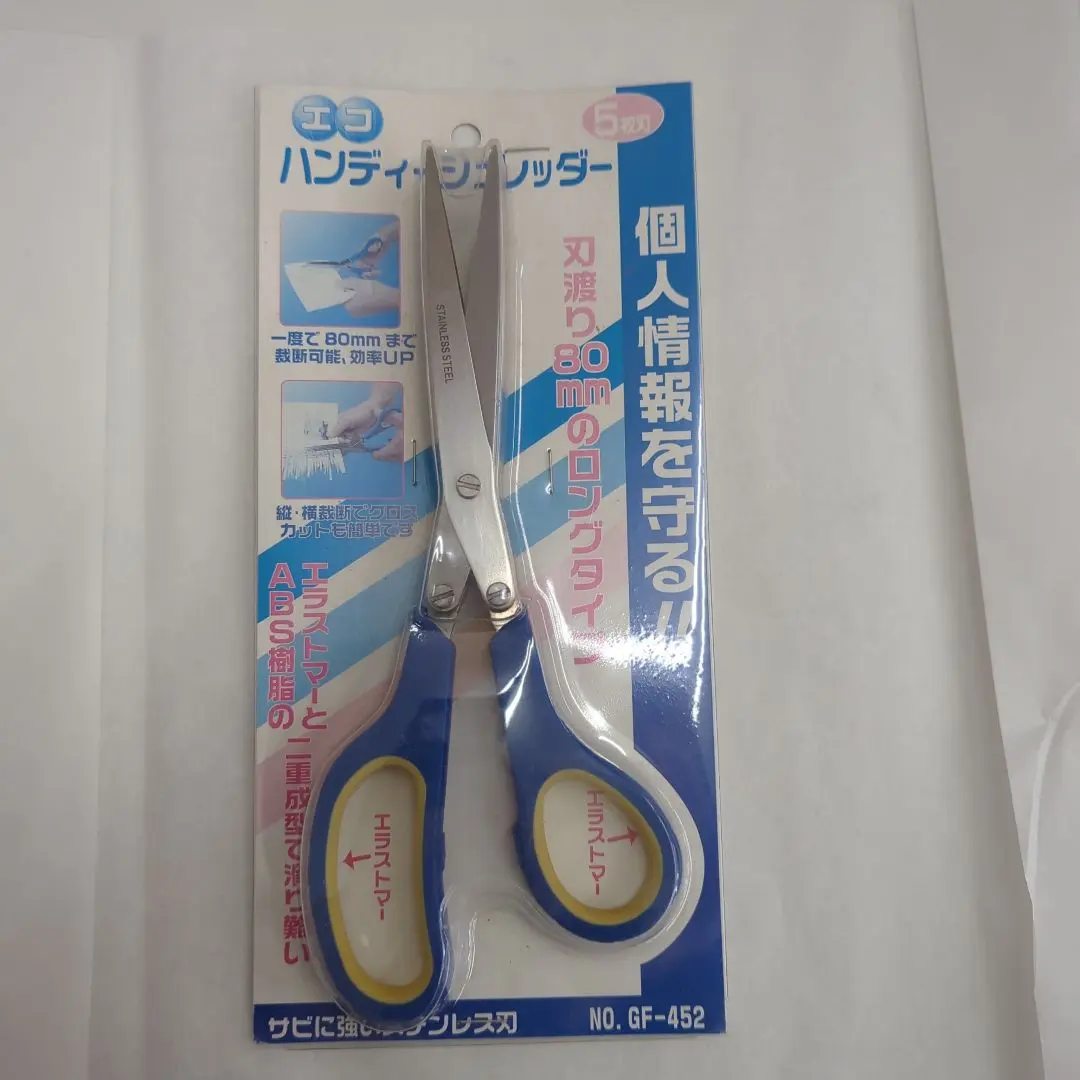 エコ
ハンディーシュレッダー
5枚刃
個人情報を守る!!
刃渡り80mmのロングタイプ
一度で80mmまで
裁断可能、効率UP
STAINLESS STEEL
縦・横裁断でクロス
カットも簡単です
エラストマーと
ABS樹脂の
二重成型で滑り難い
エラストマー
エラストマー
サビに強いステンレス刃
NO. GF-452